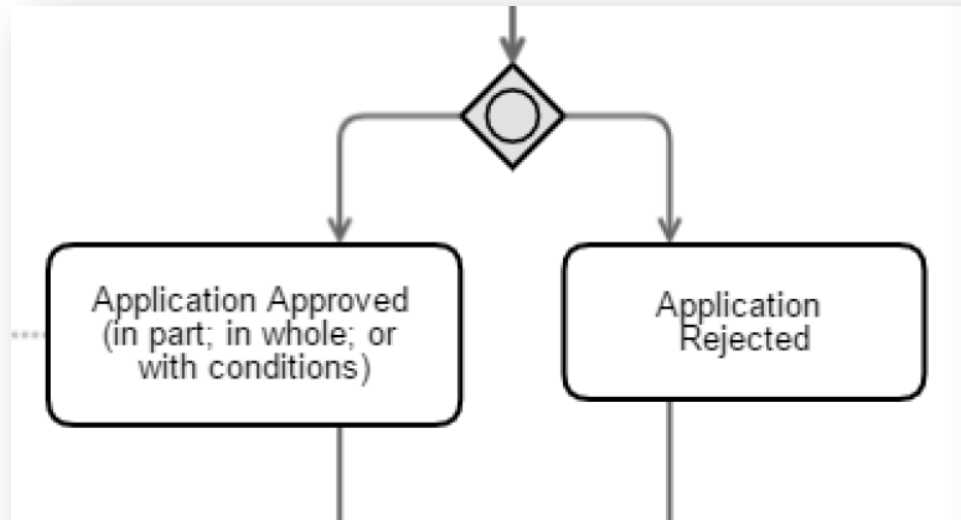 Application Approved
(in part; in whole; or
with conditions)
Application
Rejected